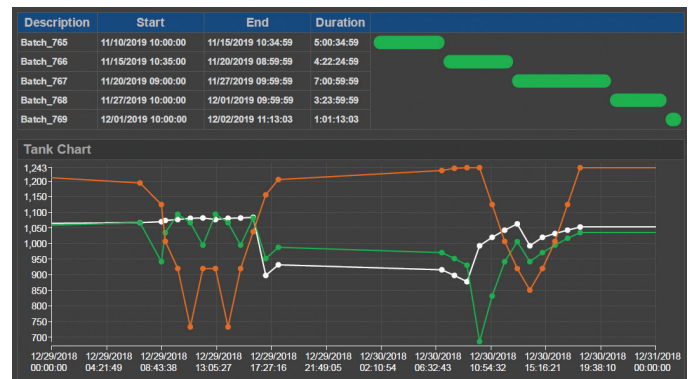 Description Start End Duration
Batch_765 11/10/2019 10:00:00 11/15/2019 10:34:59 5:00:34:59
Batch_766 11/15/2019 10:35:00 11/20/2019 08:59:59 4:22:24:59
Batch_767 11/20/2019 09:00:00 11/27/2019 09:59:59 7:00:59:59
Batch_768 11/27/2019 10:00:00 12/01/2019 09:59:59 3:23:59:59
Batch_769 12/01/2019 10:00:00 12/02/2019 11:13:03 1:01:13:03
Tank Chart
1,243
1,200
1,150
1,100
1,050
1,000
950
900
850
800
750
700
12/29/2018 12/29/2018 12/29/2018 12/29/2018 12/29/2018 12/29/2018 12/30/2018 12/30/2018 12/30/2018 12/30/2018 12/30/2018 12/31/2018
00:00:00 04:21:49 08:43:38 13:05:27 17:27:16 21:49:05 02:10:54 06:32:43 10:54:32 15:16:21 19:38:10 00:00:00